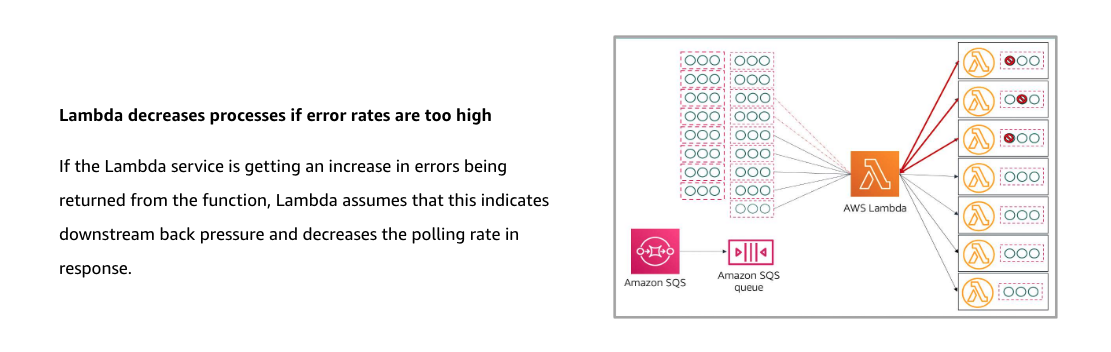 Lambda decreases processes if error rates are too high
If the Lambda service is getting an increase in errors being
returned from the function, Lambda assumes that this indicates
downstream back pressure and decreases the polling rate in
response.
AWS Lambda
Amazon SQS
Amazon SQS
queue